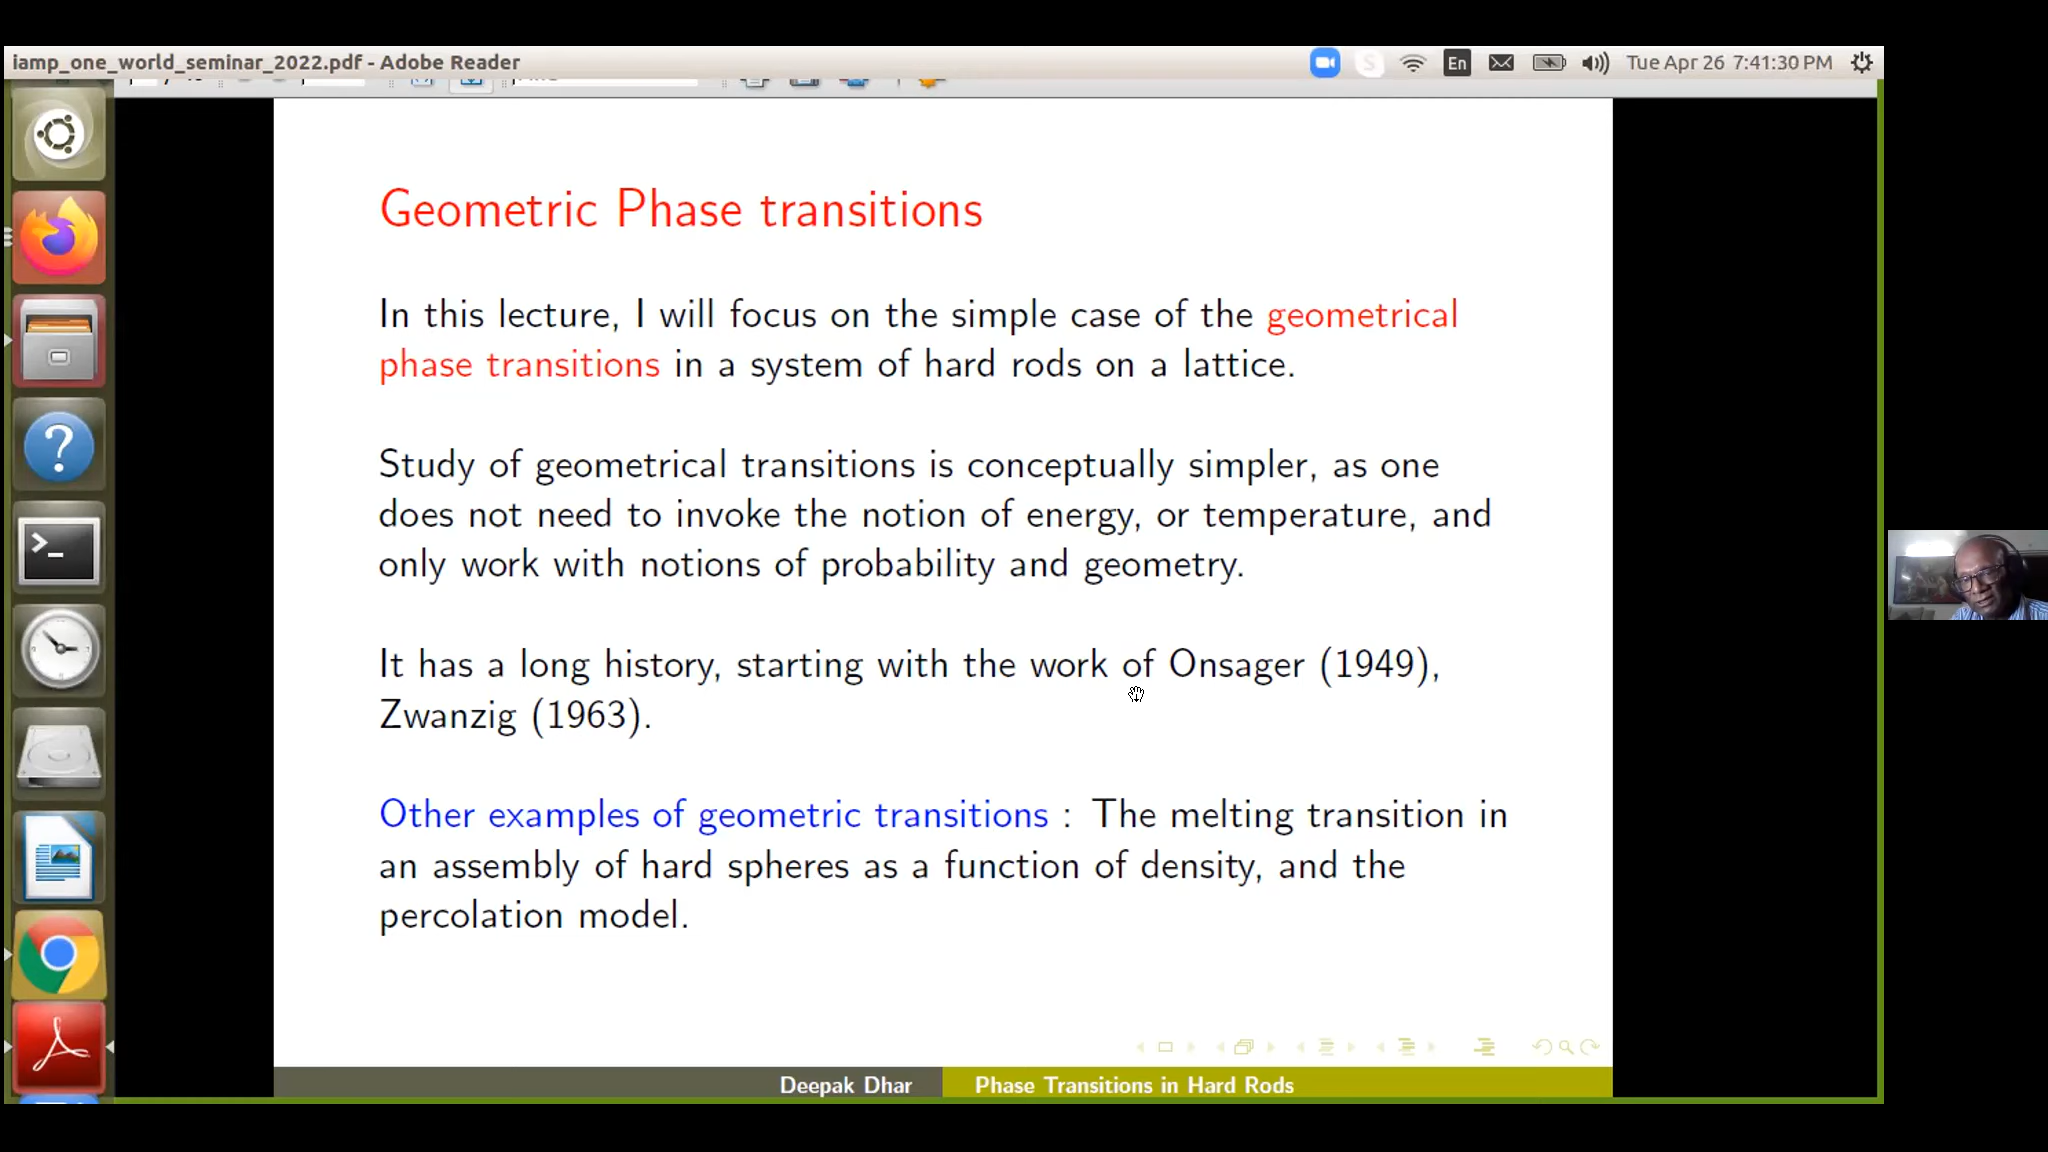 iamp_one_world_seminar_2022.pdf - Adobe Reader
En
Tue Apr 26 7:41:30 PM
Geometric Phase transitions
In this lecture, I will focus on the simple case of the geometrical
phase transitions in a system of hard rods on a lattice.
Study of geometrical transitions is conceptually simpler, as one
does not need to invoke the notion of energy, or temperature, and
only work with notions of probability and geometry.
It has a long history, starting with the work of Onsager (1949),
Zwanzig (1963).
Other examples of geometric transitions : The melting transition in
an assembly of hard spheres as a function of density, and the
percolation model.
Deepak Dhar
Phase Transitions in Hard Rods